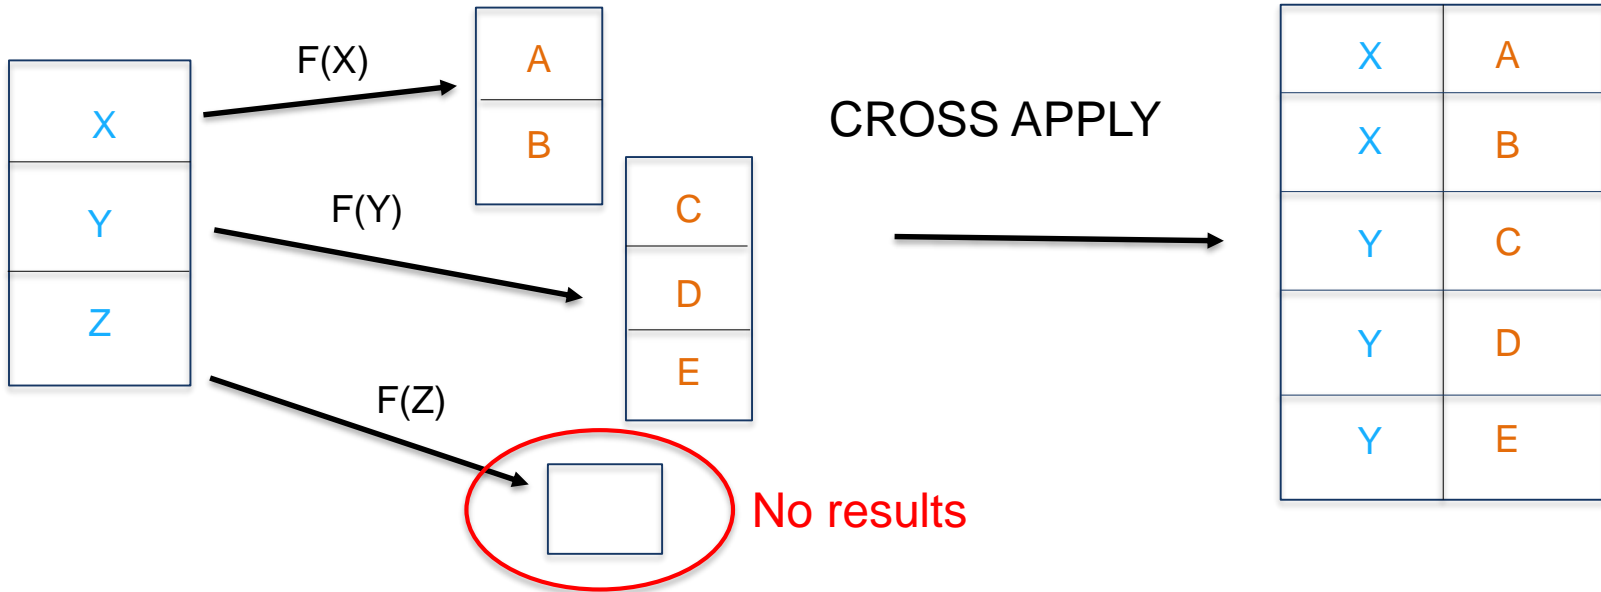 X
Y
Z
F(X)
F(Y)
F(Z)
A
B
C
D
E
No results
CROSS APPLY
X A
X B
Y C
Y D
Y E